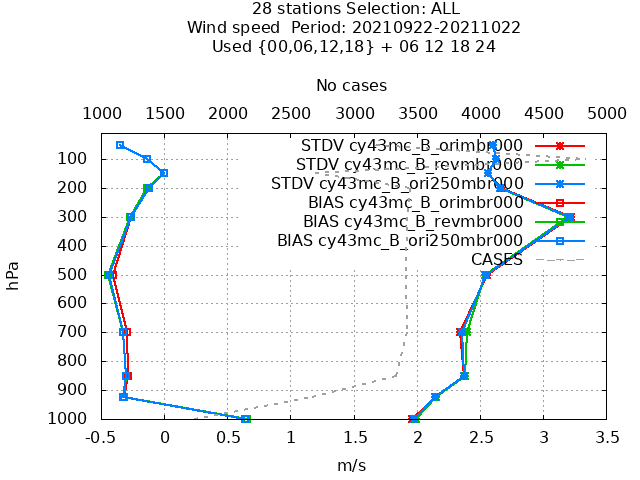 28 stations Selection: ALL
Wind speed  Period: 20210922-20211022
Used {00,06,12,18} + 06 12 18 24
No cases
1000 1500 2000 2500 3000 3500 4000 4500 5000
STDV cy43mc_B_orimbr000
STDV cy43mc_B_revmbr000
STDV cy43mc_B_ori250mbr000
BIAS cy43mc_B_orimbr000
BIAS cy43mc_B_revmbr000
BIAS cy43mc_B_ori250mbr000
CASES
100
200
300
400
500
600
700
800
900
1000
hPa
-0.5 0 0.5 1 1.5 2 2.5 3 3.5
m/s